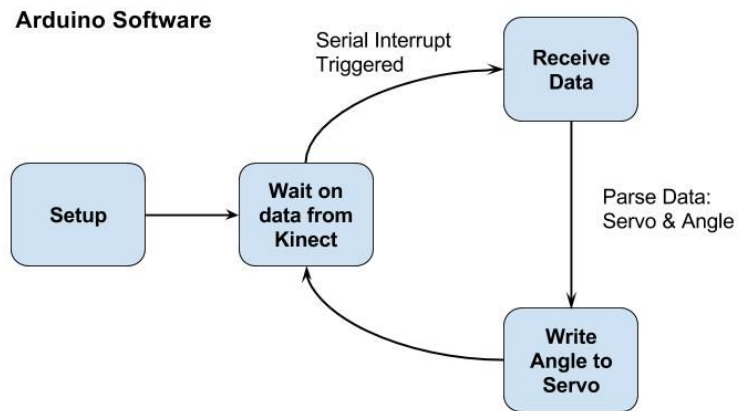 Arduino Software
Serial Interrupt
Triggered
Receive
Data
Setup
Wait on
data from
Kinect
Parse Data:
Servo & Angle
Write
Angle to
Servo